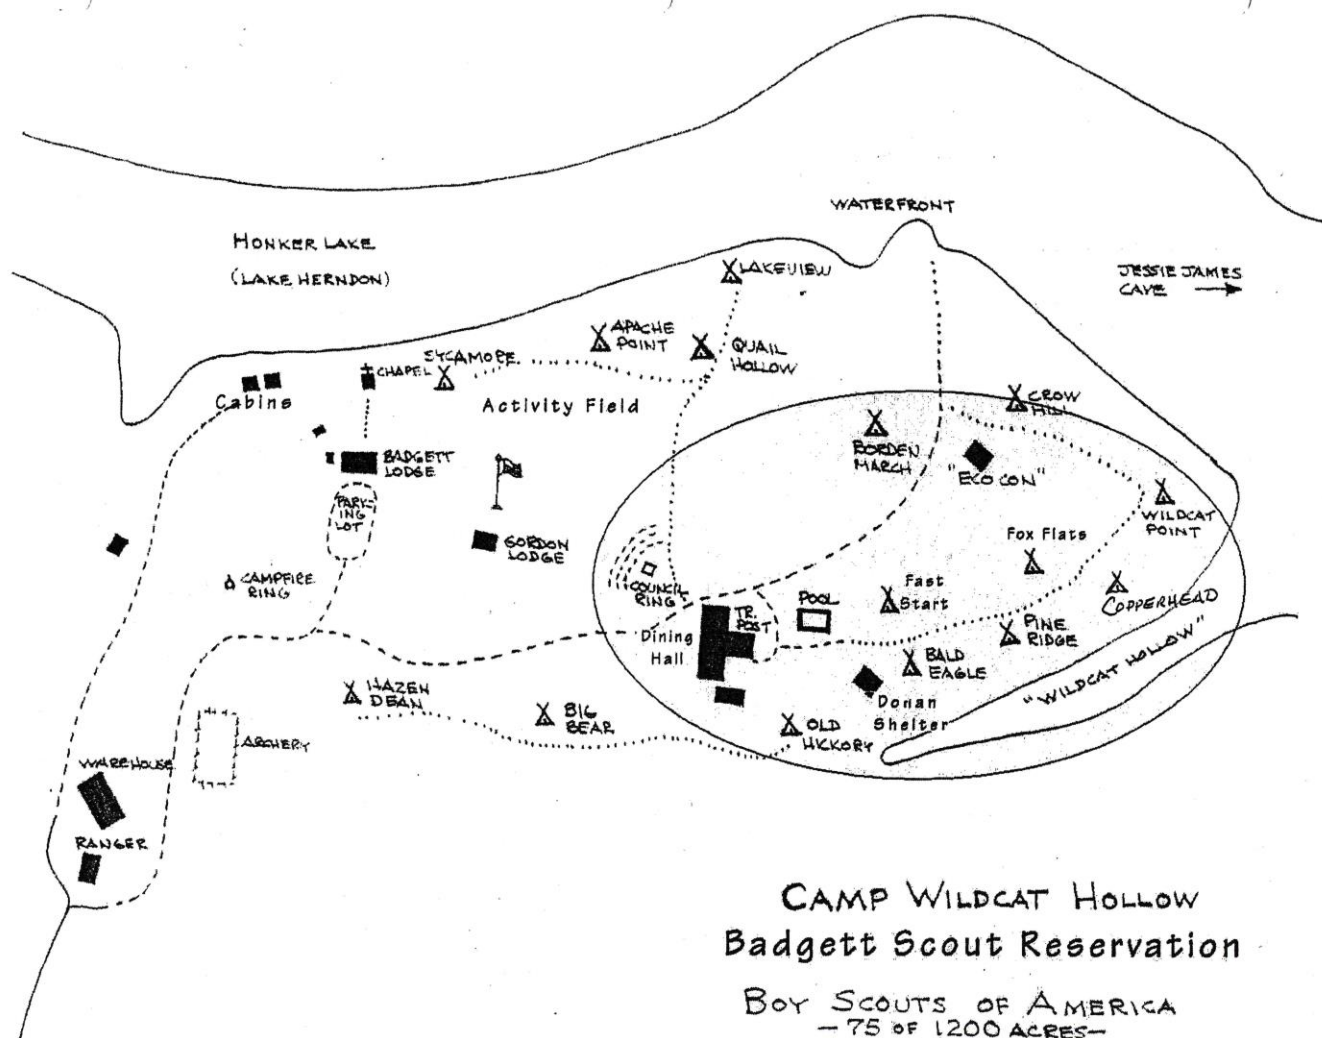 WATERFRONT
HONKER LAKE
(LAKE HERNDON)
LAKEVIEW
JESSIE JAMES
CAVE
APACHE
POINT
QUAIL
HOLLOW
SYCAMORE
CHAPEL
Cabins
Activity Field
CROW
HILL
BORDEN
MARCH
"ECO CON"
BADGETT
LODGE
PARK-
ING
LOT
WILDCAT
POINT
GORDON
LODGE
Fox Flats
CAMPFIRE
RING
COUNCIL
RING
Fast
Start
COPPERHEAD
POOL
TR.
POST
Dining
Hall
PINE
RIDGE
BALD
EAGLE
"WILDCAT HOLLOW"
HAZEN
DEAN
BIG
BEAR
Donan
Shelter
OLD
HICKORY
ARCHERY
WAREHOUSE
RANGER
CAMP WILDCAT HOLLOW
Badgett Scout Reservation
BOY SCOUTS OF AMERICA
-75 OF 1200 ACRES-